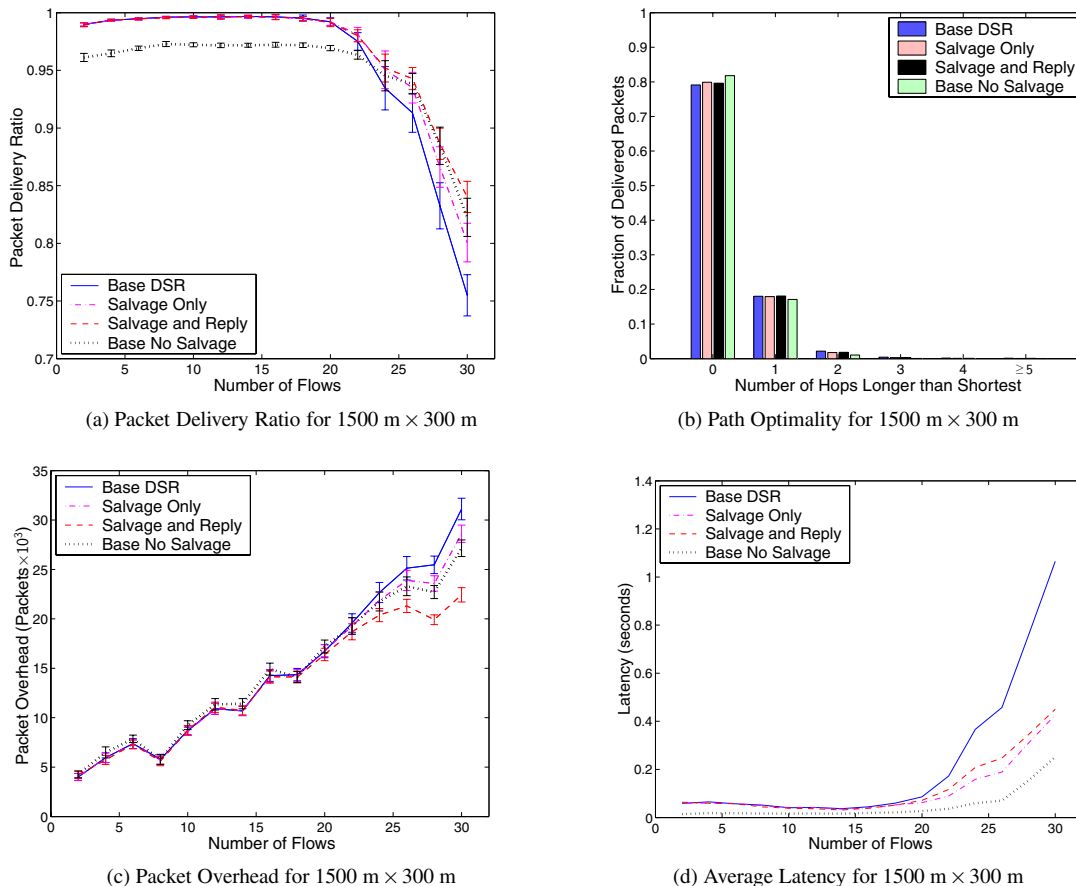 1
0.95
0.9
0.85
0.8
0.75
0.7
Packet Delivery Ratio
Base DSR
Salvage Only
Salvage and Reply
Base No Salvage
0 5 10 15 20 25 30
Number of Flows
(a) Packet Delivery Ratio for 1500 m × 300 m
1
0.9
0.8
0.7
0.6
0.5
0.4
0.3
0.2
0.1
0
Fraction of Delivered Packets
Base DSR
Salvage Only
Salvage and Reply
Base No Salvage
0 1 2 3 4 ≥5
Number of Hops Longer than Shortest
(b) Path Optimality for 1500 m × 300 m
35
30
25
20
15
10
5
0
Packet Overhead (Packets×10³)
Base DSR
Salvage Only
Salvage and Reply
Base No Salvage
0 5 10 15 20 25 30
Number of Flows
(c) Packet Overhead for 1500 m × 300 m
1.4
1.2
1
0.8
0.6
0.4
0.2
0
Latency (seconds)
Base DSR
Salvage Only
Salvage and Reply
Base No Salvage
0 5 10 15 20 25 30
Number of Flows
(d) Average Latency for 1500 m × 300 m